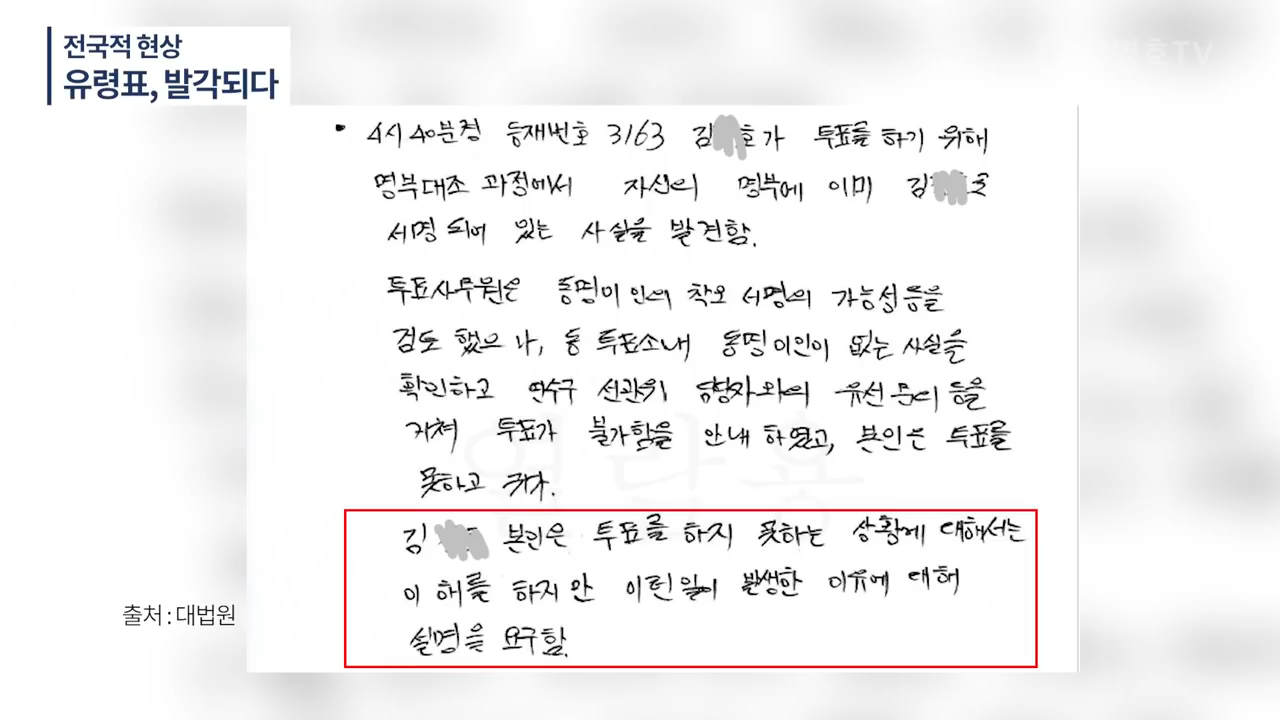 전국적 현상
유령표, 발각되다
호TV
• 4시 40분경 등재번호 3163 김 호가 투표를 하기 위해
명부대조 과정에서 자신의 명부에 이미 김
서명 되어 있는 사실을 발견함.
투표사무원은 동명이인의 착오 서명의 가능성 등을
검토 했으나, 동 투표소내 동명이인이 없는 사실을
확인하고 연수구 선관위 담당자와의 유선 문의 등을
거쳐 투표가 불가함을 안내 하였고, 본인은 투표를
못하고 귀가.
김 본인은 투표를 하지 못하는 상황에 대해서는
이해를 하지만 이런 일이 발생한 이유에 대해
설명을 요구함.
열람용
출처 : 대법원